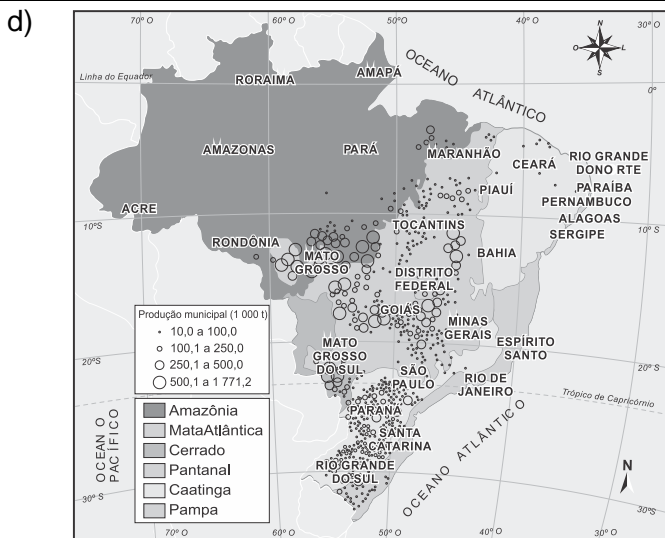 d)
70° O
60° O
50° O
40° O
30° O
N
O
L
S
Linha do Equador
0°
OCEANO ATLÂNTICO
RORAIMA
AMAPÁ
AMAZONAS
PARÁ
MARANHÃO
CEARÁ
RIO GRANDE
DONO RTE
PARAÍBA
PERNAMBUCO
ALAGOAS
SERGIPE
PIAUÍ
ACRE
10°S
10°S
RONDÔNIA
TOCANTINS
MATO
GROSSO
BAHIA
DISTRITO
FEDERAL
GOIÁS
MINAS
GERAIS
ESPÍRITO
SANTO
MATO
GROSSO
DO SUL
SÃO
PAULO
RIO DE
JANEIRO
20°S
20°S
Trópico de Capricórnio
PARANÁ
SANTA
CATARINA
RIO GRANDE
DO SUL
OCEANO ATLÂNTICO
OCEAN O
PAC ÍFICO
Produção municipal (1 000 t)
10,0 a 100,0
100,1 a 250,0
250,1 a 500,0
500,1 a 1 771,2
Amazônia
MataAtlântica
Cerrado
Pantanal
Caatinga
Pampa
N
30° S
30°S
70° O
60° O
50° O
40° O